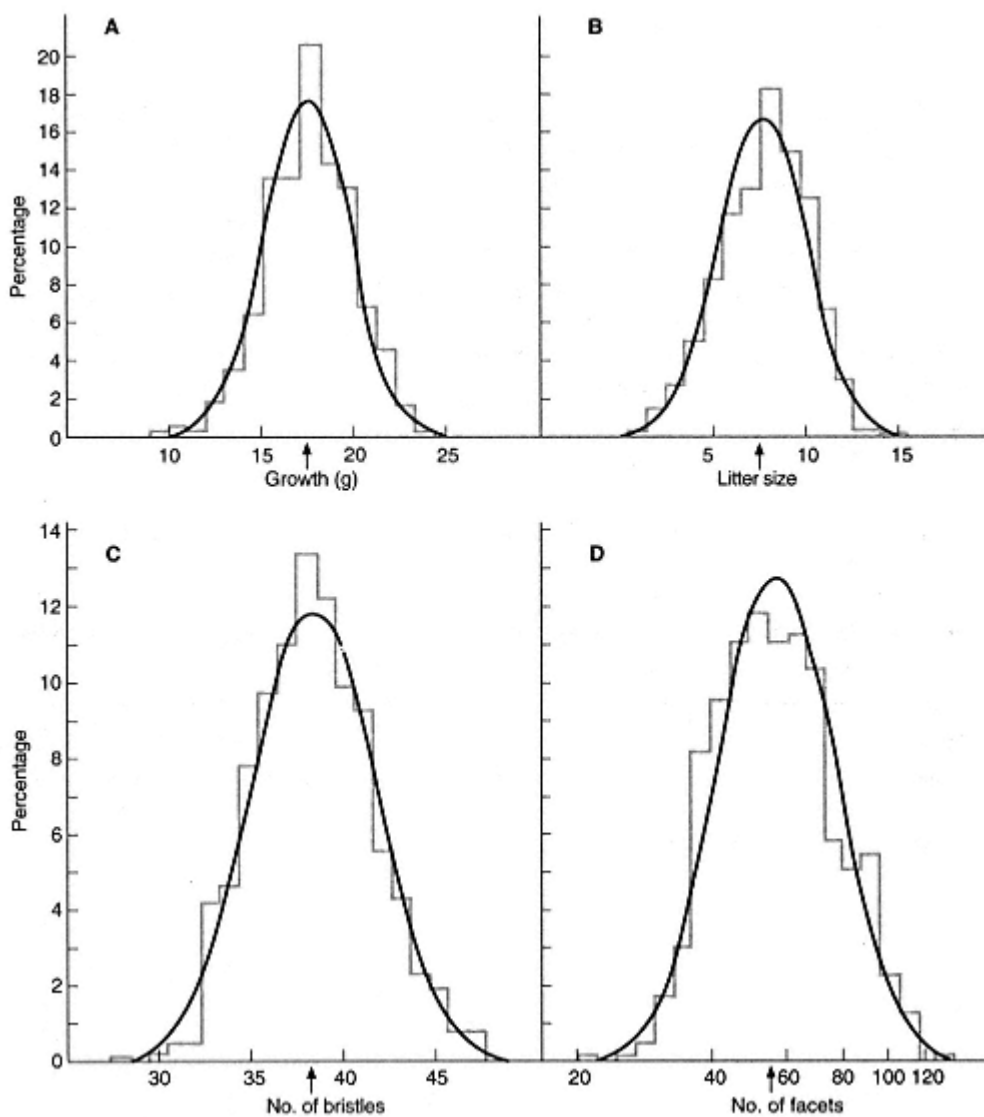 A
20
18
16
14
12
10
8
6
4
2
0
Percentage
10 15 20 25
Growth (g)
B
5 10 15
Litter size
C
14
12
10
8
6
4
2
0
Percentage
30 35 40 45
No. of bristles
D
20 40 60 80 100 120
No. of facets